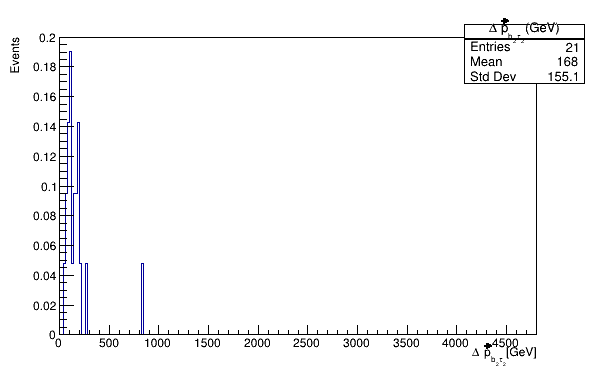 Δ p⃗ b₂τ₂ (GeV)
Entries 21
Mean 168
Std Dev 155.1
Events
0.2
0.18
0.16
0.14
0.12
0.1
0.08
0.06
0.04
0.02
0
0 500 1000 1500 2000 2500 3000 3500 4000 4500
Δ p⃗ b₂τ₂ [GeV]